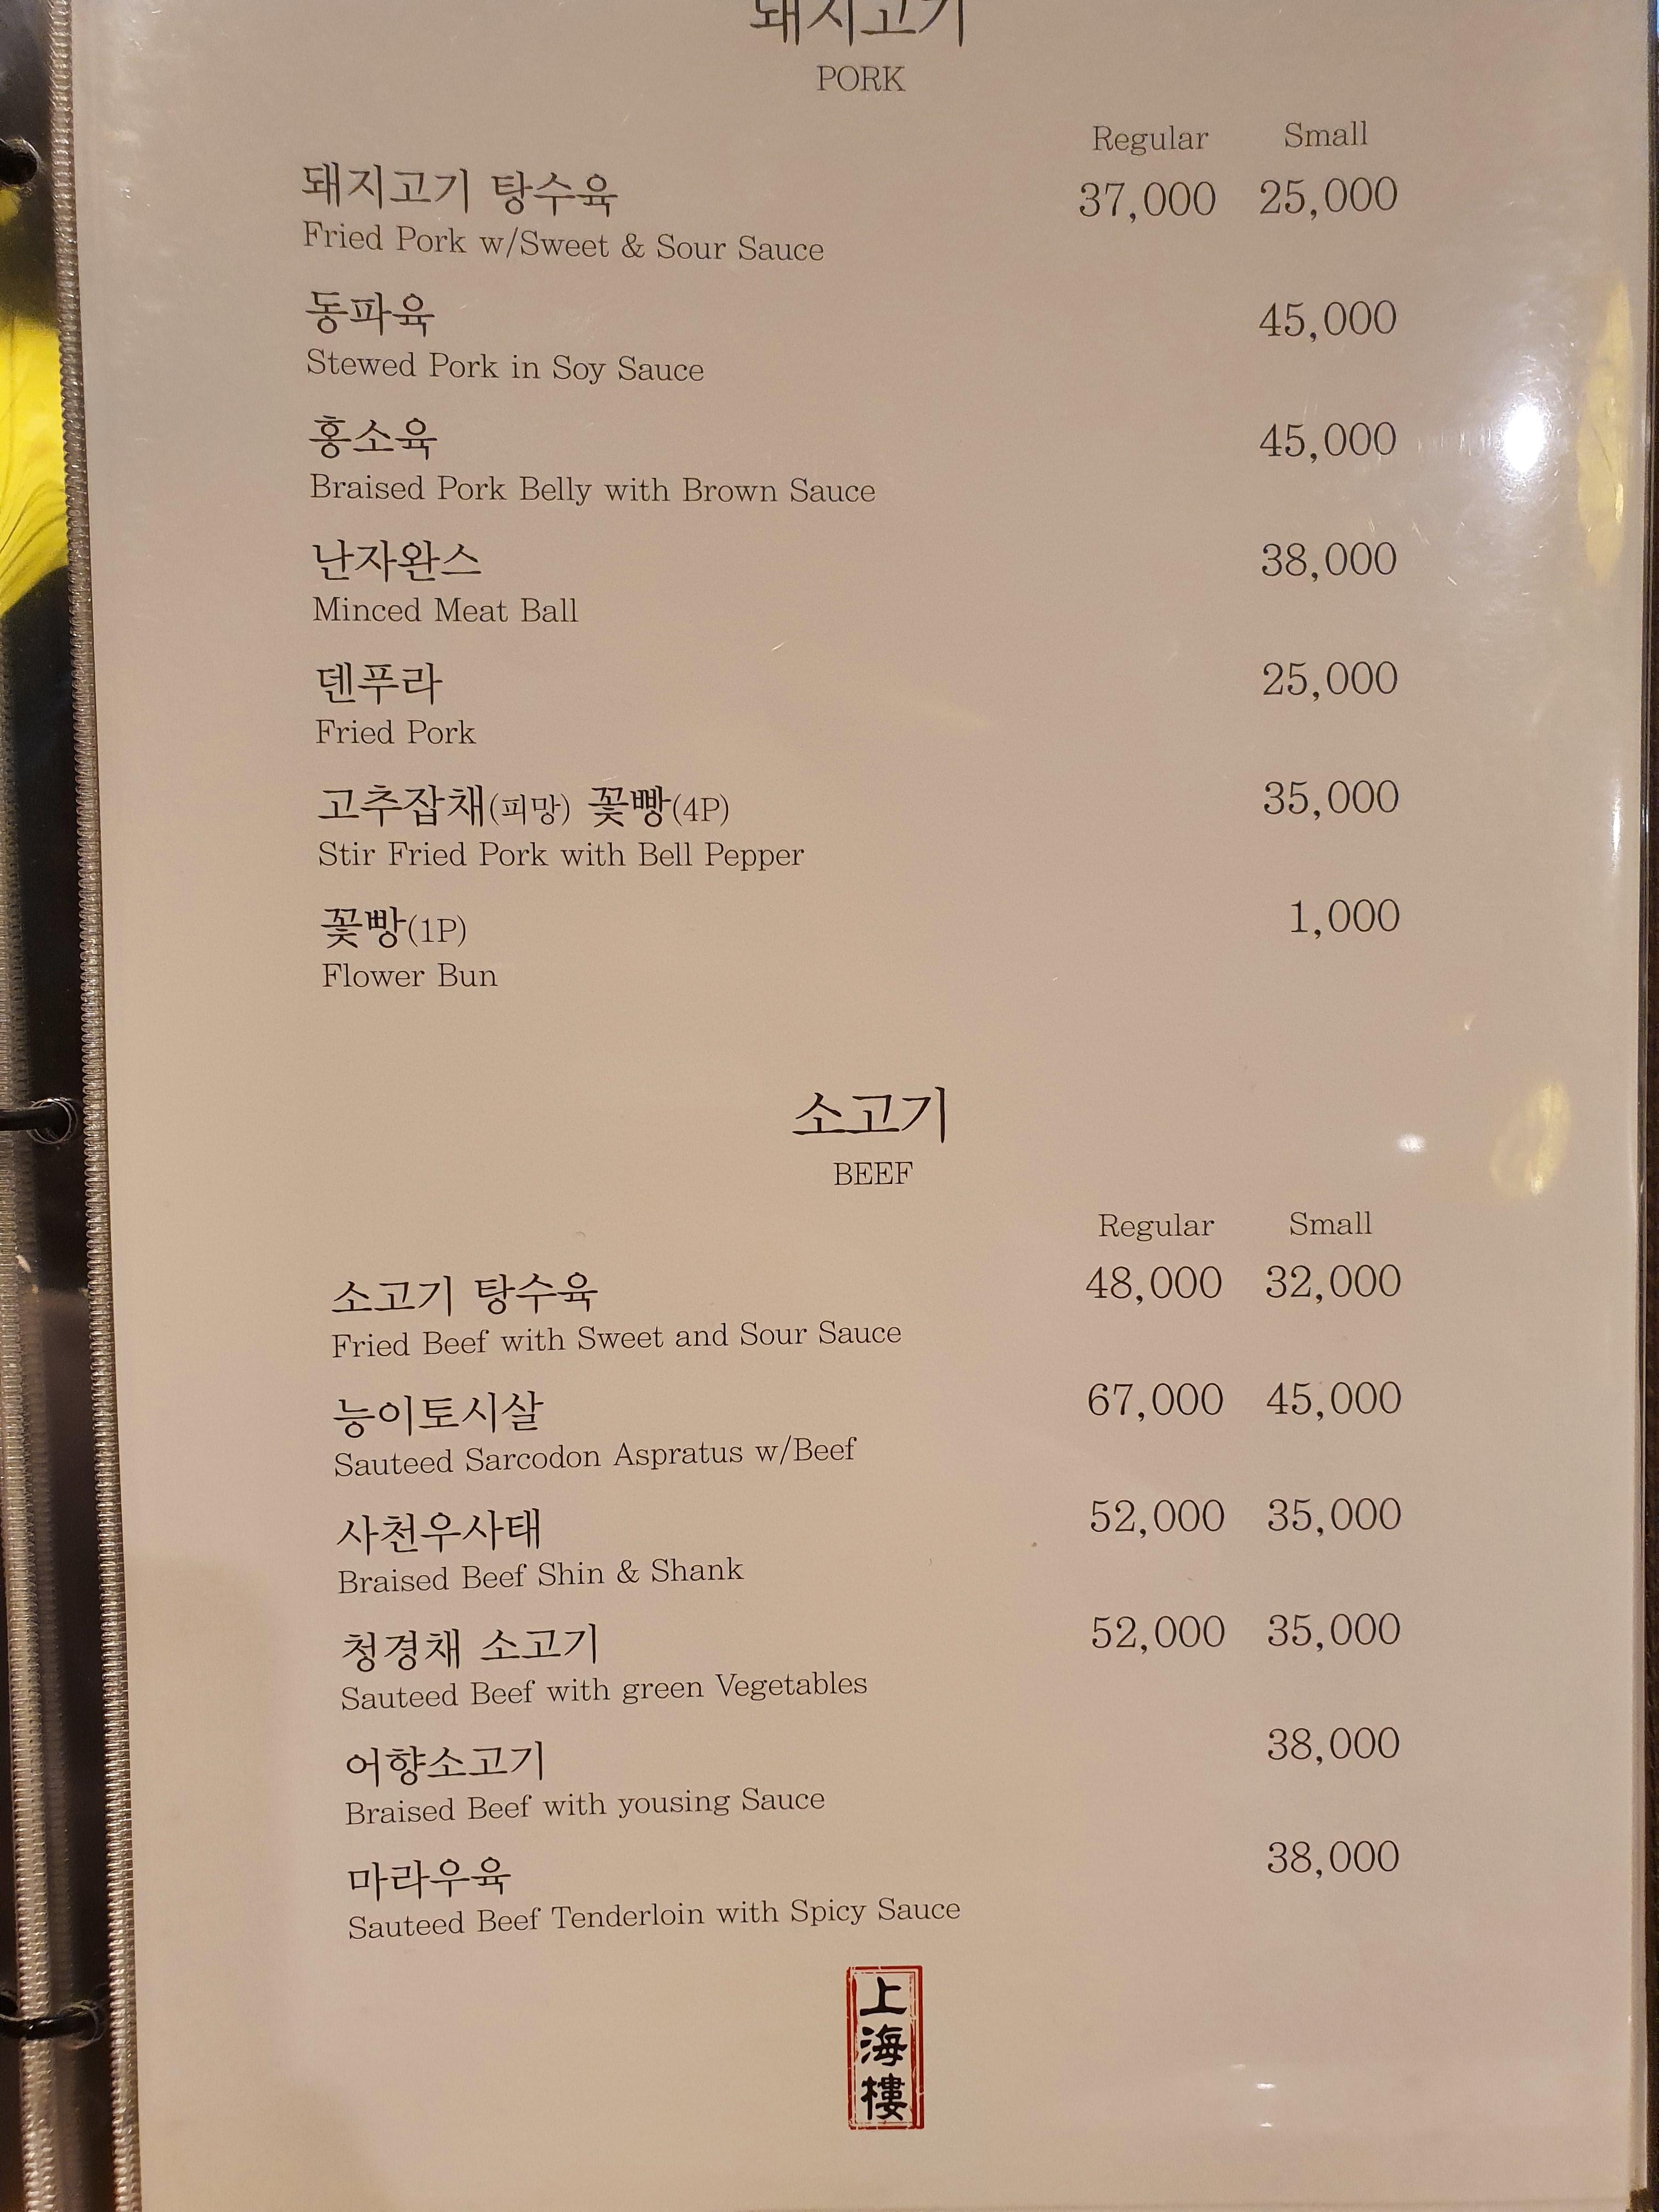 돼지고기
PORK
Regular Small
돼지고기 탕수육 37,000 25,000
Fried Pork w/Sweet & Sour Sauce
동파육 45,000
Stewed Pork in Soy Sauce
홍소육 45,000
Braised Pork Belly with Brown Sauce
난자완스 38,000
Minced Meat Ball
덴푸라 25,000
Fried Pork
고추잡채(피망) 꽃빵(4P) 35,000
Stir Fried Pork with Bell Pepper
꽃빵(1P) 1,000
Flower Bun
소고기
BEEF
Regular Small
소고기 탕수육 48,000 32,000
Fried Beef with Sweet and Sour Sauce
능이토시살 67,000 45,000
Sauteed Sarcodon Aspratus w/Beef
사천우사태 52,000 35,000
Braised Beef Shin & Shank
청경채 소고기 52,000 35,000
Sauteed Beef with green Vegetables
어향소고기 38,000
Braised Beef with yousing Sauce
마라우육 38,000
Sauteed Beef Tenderloin with Spicy Sauce
上海樓